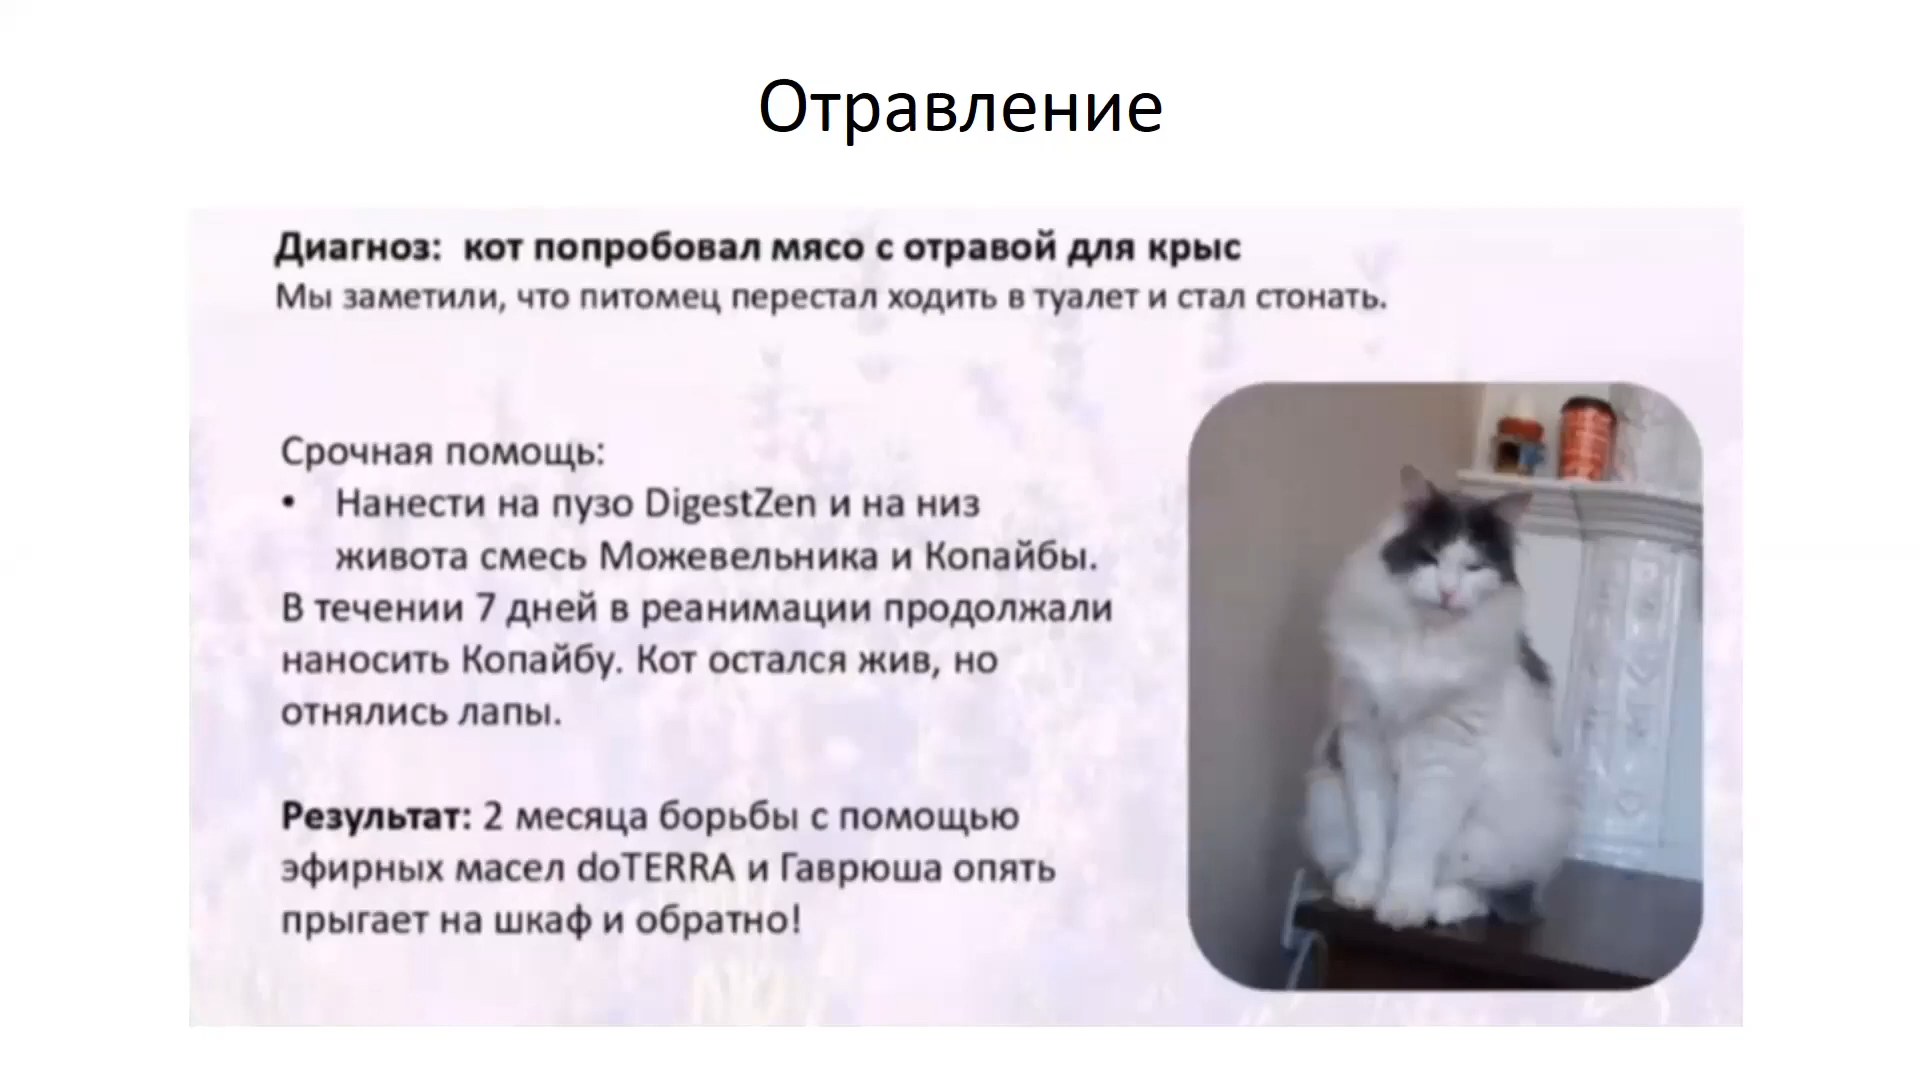 Отравление
Диагноз: кот попробовал мясо с отравой для крыс
Мы заметили, что питомец перестал ходить в туалет и стал стонать.
Срочная помощь:
• Нанести на пузо DigestZen и на низ
живота смесь Можевельника и Копайбы.
В течении 7 дней в реанимации продолжали
наносить Копайбу. Кот остался жив, но
отнялись лапы.
Результат: 2 месяца борьбы с помощью
эфирных масел doTERRA и Гаврюша опять
прыгает на шкаф и обратно!